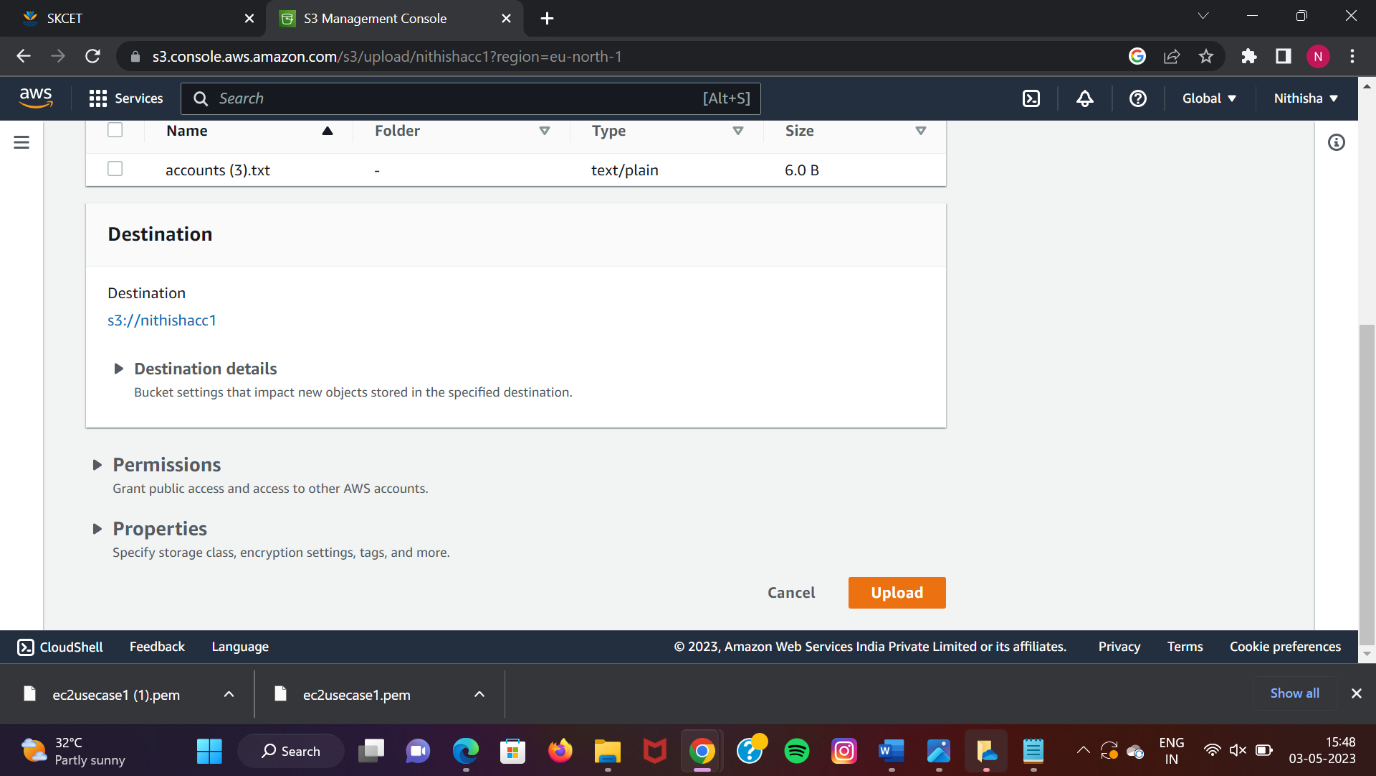 SKCET
S3 Management Console
s3.console.aws.amazon.com/s3/upload/nithishacc1?region=eu-north-1
N
aws
Services
Search
[Alt+S]
Global
Nithisha
Name Folder Type Size
accounts (3).txt - text/plain 6.0 B
Destination
Destination
s3://nithishacc1
Destination details
Bucket settings that impact new objects stored in the specified destination.
Permissions
Grant public access and access to other AWS accounts.
Properties
Specify storage class, encryption settings, tags, and more.
Cancel Upload
CloudShell Feedback Language © 2023, Amazon Web Services India Private Limited or its affiliates. Privacy Terms Cookie preferences
ec2usecase1 (1).pem ec2usecase1.pem Show all
32°C
Partly sunny
Search
ENG
IN
15:48
03-05-2023